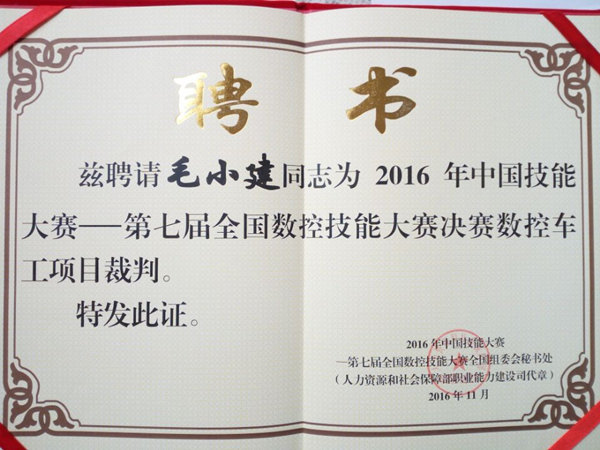 聘 书
兹聘请毛小建同志为 2016 年中国技能
大赛——第七届全国数控技能大赛决赛数控车
工项目裁判。
特发此证。
2016 年中国技能大赛
—第七届全国数控技能大赛全国组委会秘书处
（人力资源和社会保障部职业能力建设司代章）
2016 年 11 月